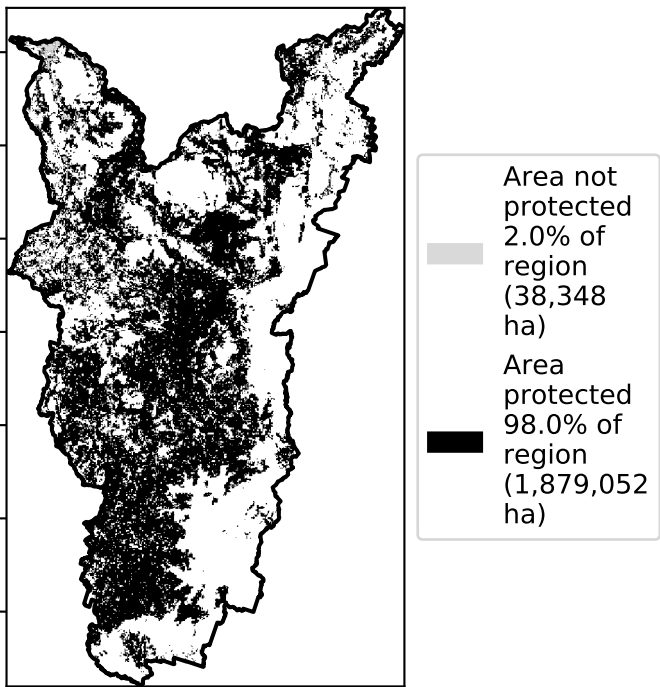 Area not
protected
2.0% of
region
(38,348
ha)
Area
protected
98.0% of
region
(1,879,052
ha)